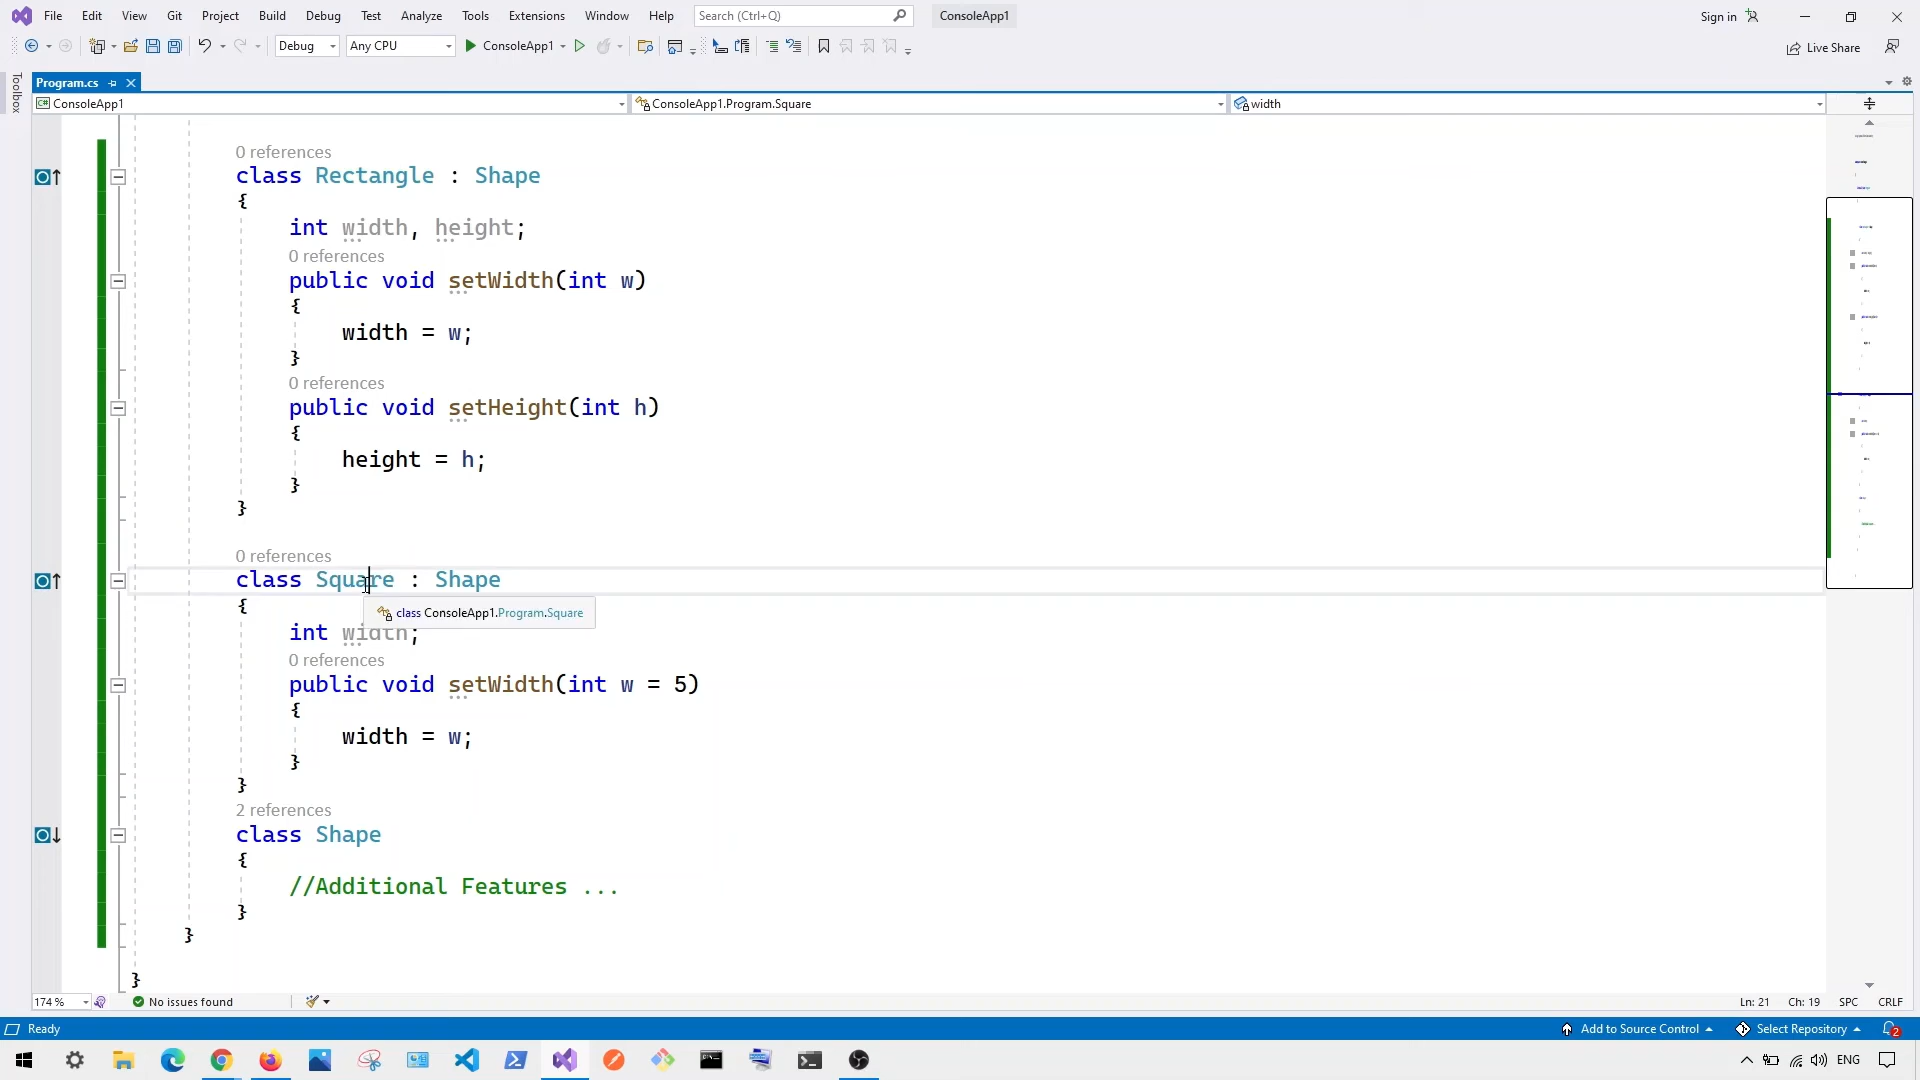 File Edit View Git Project Build Debug Test Analyze Tools Extensions Window Help Search (Ctrl+Q) ConsoleApp1 Sign in
Debug Any CPU ConsoleApp1 Live Share
Toolbox
Program.cs
ConsoleApp1 ConsoleApp1.Program.Square width
0 references
class Rectangle : Shape
{
int width, height;
0 references
public void setWidth(int w)
{
width = w;
}
0 references
public void setHeight(int h)
{
height = h;
}
}
0 references
class Square : Shape
{
class ConsoleApp1.Program.Square
int width;
0 references
public void setWidth(int w = 5)
{
width = w;
}
}
2 references
class Shape
{
//Additional Features ...
}
}
}
174 % No issues found Ln: 21 Ch: 19 SPC CRLF
Ready Add to Source Control Select Repository 2
ENG